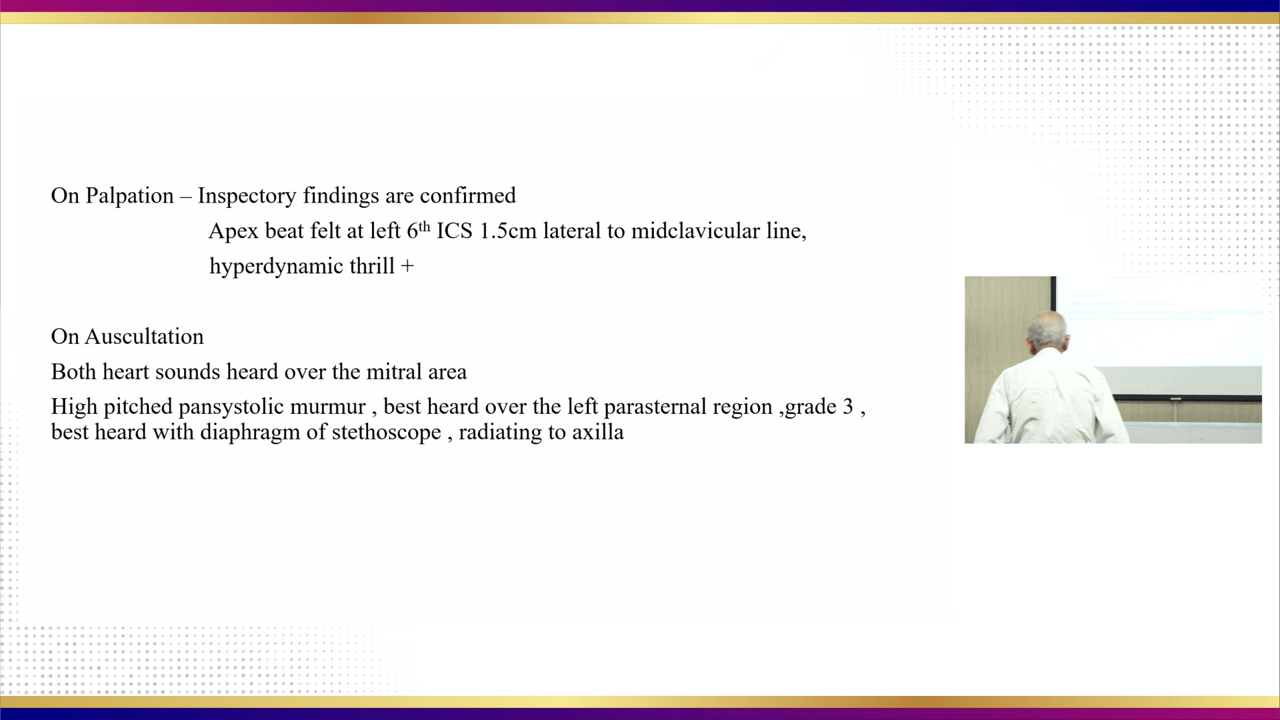 On Palpation – Inspectory findings are confirmed
Apex beat felt at left 6th ICS 1.5cm lateral to midclavicular line,
hyperdynamic thrill +
On Auscultation
Both heart sounds heard over the mitral area
High pitched pansystolic murmur , best heard over the left parasternal region ,grade 3 ,
best heard with diaphragm of stethoscope , radiating to axilla